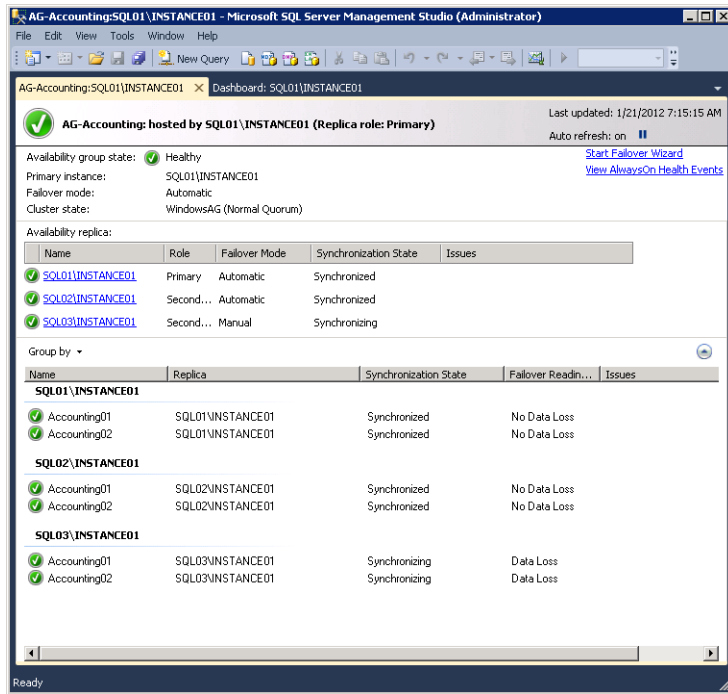 AG-Accounting:SQL01\INSTANCE01 - Microsoft SQL Server Management Studio (Administrator)
File Edit View Tools Window Help
New Query
AG-Accounting:SQL01\INSTANCE01 Dashboard: SQL01\INSTANCE01
AG-Accounting: hosted by SQL01\INSTANCE01 (Replica role: Primary)
Last updated: 1/21/2012 7:15:15 AM
Auto refresh: on
Availability group state: Healthy
Primary instance: SQL01\INSTANCE01
Failover mode: Automatic
Cluster state: WindowsAG (Normal Quorum)
Start Failover Wizard
View AlwaysOn Health Events
Availability replica:
Name Role Failover Mode Synchronization State Issues
SQL01\INSTANCE01 Primary Automatic Synchronized
SQL02\INSTANCE01 Second... Automatic Synchronized
SQL03\INSTANCE01 Second... Manual Synchronizing
Group by
Name Replica Synchronization State Failover Readin... Issues
SQL01\INSTANCE01
Accounting01 SQL01\INSTANCE01 Synchronized No Data Loss
Accounting02 SQL01\INSTANCE01 Synchronized No Data Loss
SQL02\INSTANCE01
Accounting01 SQL02\INSTANCE01 Synchronized No Data Loss
Accounting02 SQL02\INSTANCE01 Synchronized No Data Loss
SQL03\INSTANCE01
Accounting01 SQL03\INSTANCE01 Synchronizing Data Loss
Accounting02 SQL03\INSTANCE01 Synchronizing Data Loss
Ready